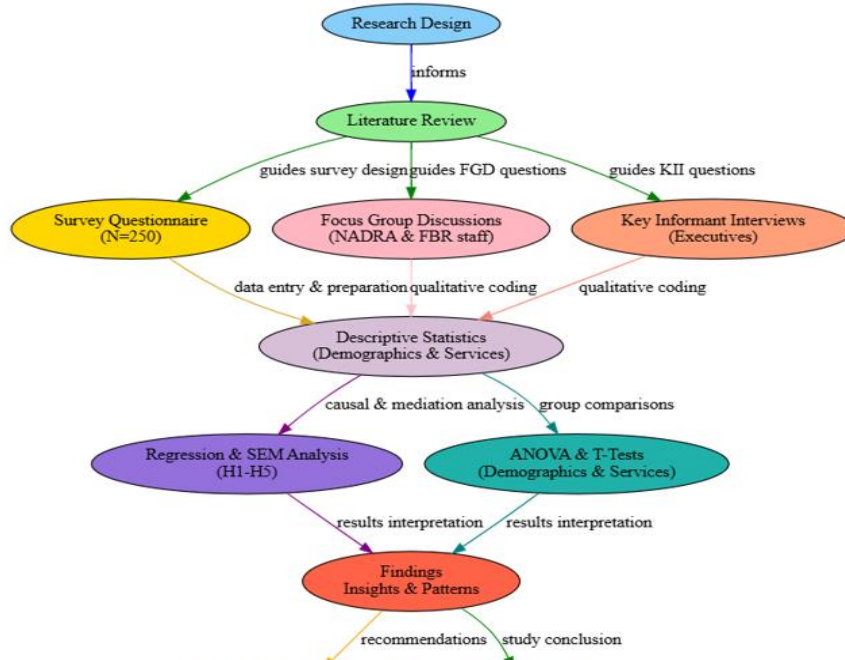 Research Design
informs
Literature Review
guides survey design
guides FGD questions
guides KII questions
Survey Questionnaire
(N=250)
Focus Group Discussions
(NADRA & FBR staff)
Key Informant Interviews
(Executives)
data entry & preparation
qualitative coding
qualitative coding
Descriptive Statistics
(Demographics & Services)
causal & mediation analysis
group comparisons
Regression & SEM Analysis
(H1-H5)
ANOVA & T-Tests
(Demographics & Services)
results interpretation
results interpretation
Findings
Insights & Patterns
recommendations
study conclusion